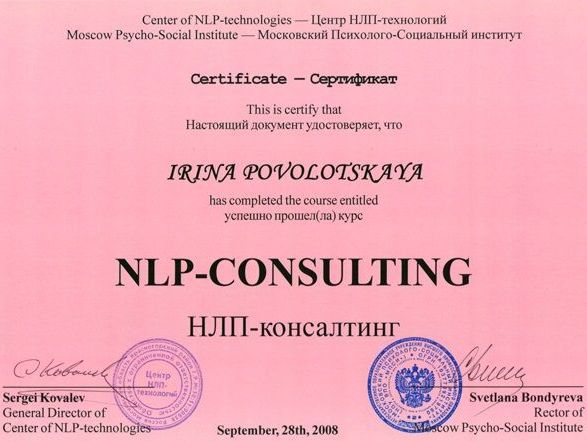 Center of NLP-technologies — Центр НЛП-технологий
Moscow Psycho-Social Institute — Московский Психолого-Социальный институт
Certificate — Сертификат
This is certify that
Настоящий документ удостоверяет, что
IRINA POVOLOTSKAYA
has completed the course entitled
успешно прошел(ла) курс
NLP-CONSULTING
НЛП-консалтинг
Центр
НЛП-
технологий
Sergei Kovalev
General Director of
Center of NLP-technologies
September, 28th, 2008
Svetlana Bondyreva
Rector of
Moscow Psycho-Social Institute